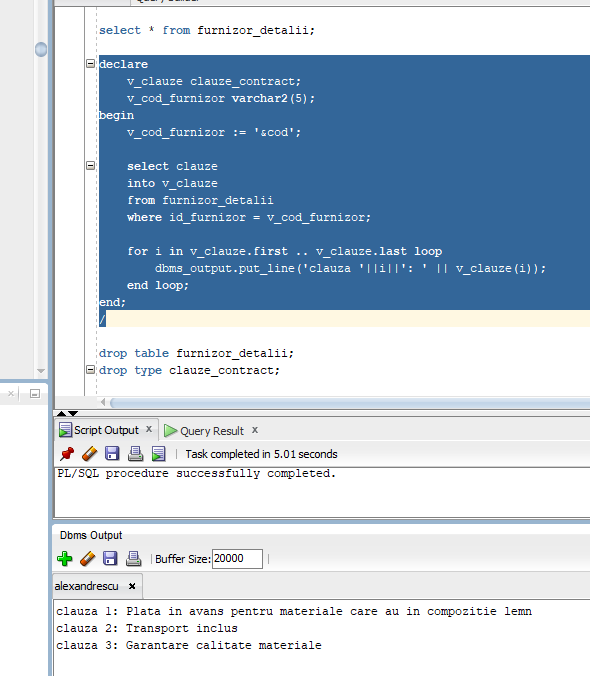 select * from furnizor_detalii;
declare
v_clauze clauze_contract;
v_cod_furnizor varchar2(5);
begin
v_cod_furnizor := '&cod';
select clauze
into v_clauze
from furnizor_detalii
where id_furnizor = v_cod_furnizor;
for i in v_clauze.first .. v_clauze.last loop
dbms_output.put_line('clauza '||i||': ' || v_clauze(i));
end loop;
end;
/
drop table furnizor_detalii;
drop type clauze_contract;
Script Output x Query Result x
Task completed in 5.01 seconds
PL/SQL procedure successfully completed.
Dbms Output
Buffer Size: 20000
alexandrescu x
clauza 1: Plata in avans pentru materiale care au in compozitie lemn
clauza 2: Transport inclus
clauza 3: Garantare calitate materiale